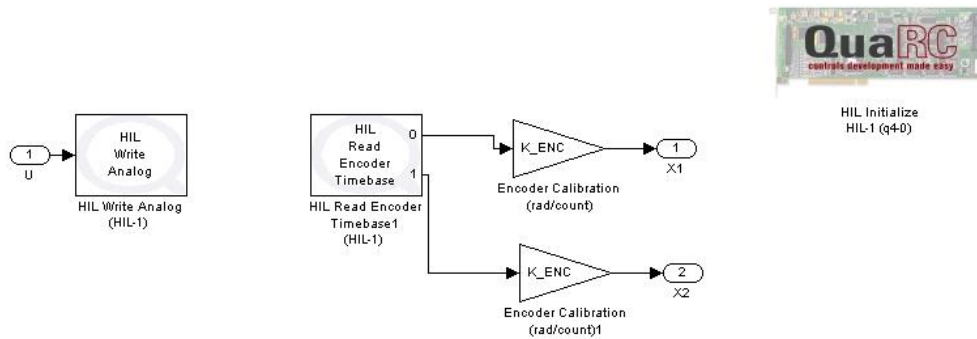 QuaRC
controls development made easy
HIL Initialize
HIL-1 (q4-0)
1
U
HIL
Write
Analog
HIL Write Analog
(HIL-1)
HIL
Read
Encoder
Timebase
0
1
HIL Read Encoder
Timebase1
(HIL-1)
K_ENC
Encoder Calibration
(rad/count)
1
X1
K_ENC
Encoder Calibration
(rad/count)1
2
X2